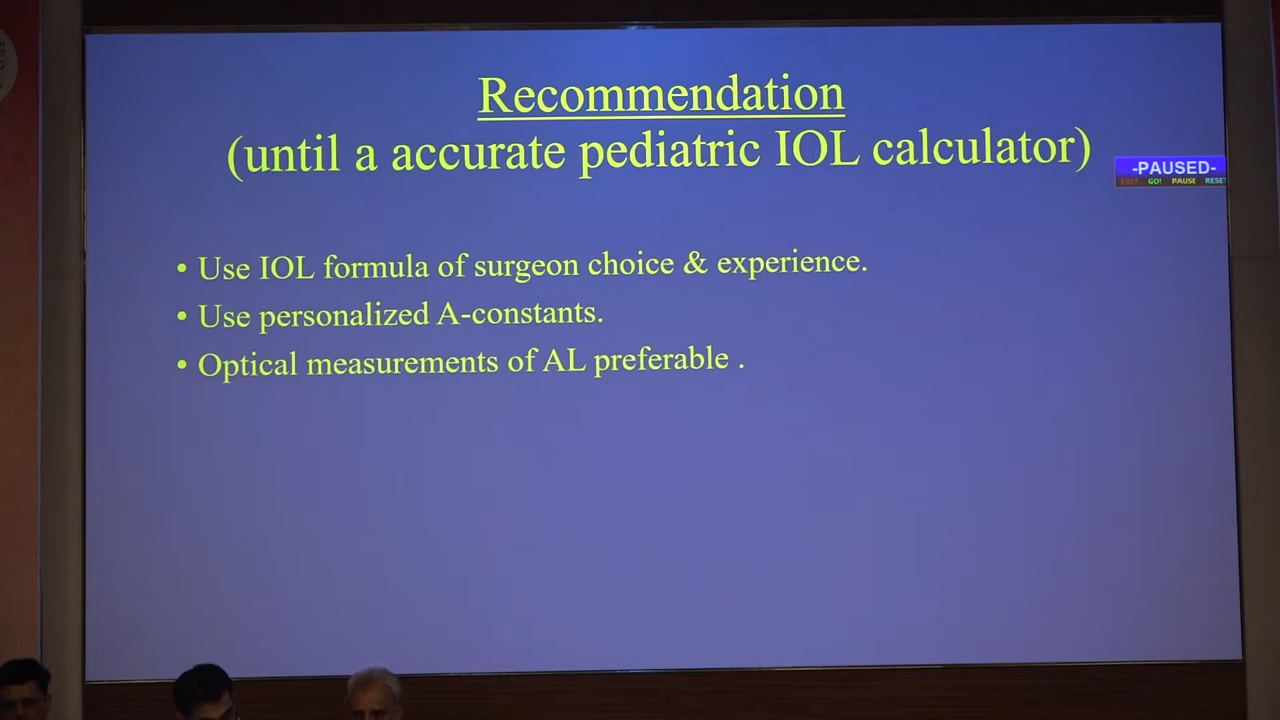 Recommendation
(until a accurate pediatric IOL calculator)
-PAUSED-
EXIT GO! PAUSE RESET
• Use IOL formula of surgeon choice & experience.
• Use personalized A-constants.
• Optical measurements of AL preferable .